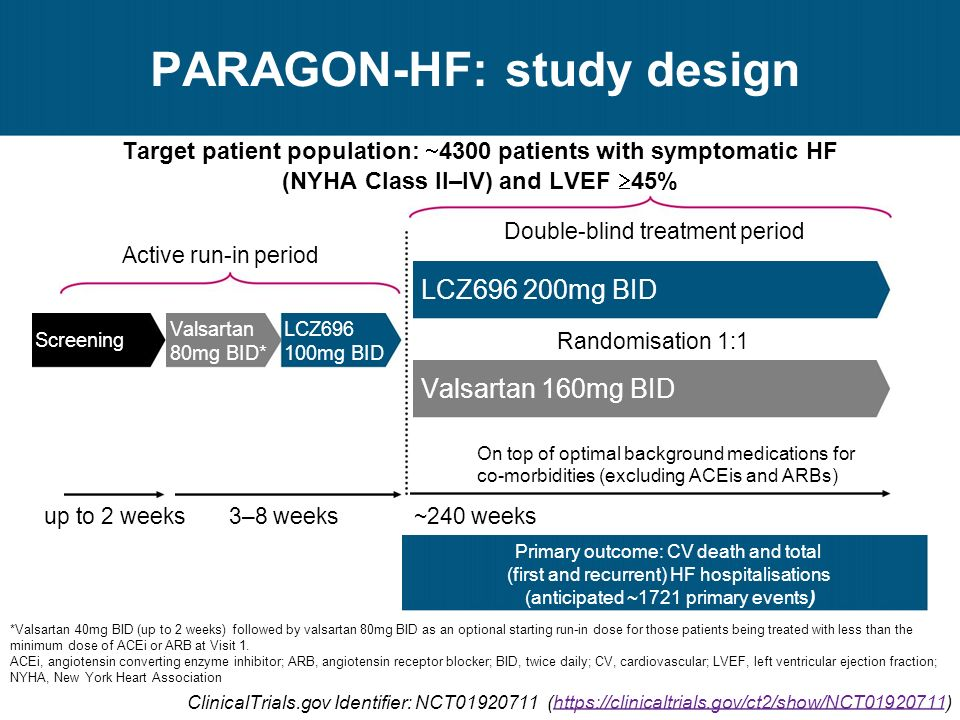 PARAGON-HF: study design
Target patient population: ~4300 patients with symptomatic HF
(NYHA Class II–IV) and LVEF ≥45%
Double-blind treatment period
Active run-in period
LCZ696 200mg BID
Screening
Valsartan
80mg BID*
LCZ696
100mg BID
Randomisation 1:1
Valsartan 160mg BID
On top of optimal background medications for
co-morbidities (excluding ACEis and ARBs)
up to 2 weeks
3–8 weeks
~240 weeks
Primary outcome: CV death and total
(first and recurrent) HF hospitalisations
(anticipated ~1721 primary events)
*Valsartan 40mg BID (up to 2 weeks) followed by valsartan 80mg BID as an optional starting run-in dose for those patients being treated with less than the
minimum dose of ACEi or ARB at Visit 1.
ACEi, angiotensin converting enzyme inhibitor; ARB, angiotensin receptor blocker; BID, twice daily; CV, cardiovascular; LVEF, left ventricular ejection fraction;
NYHA, New York Heart Association
ClinicalTrials.gov Identifier: NCT01920711 (https://clinicaltrials.gov/ct2/show/NCT01920711)